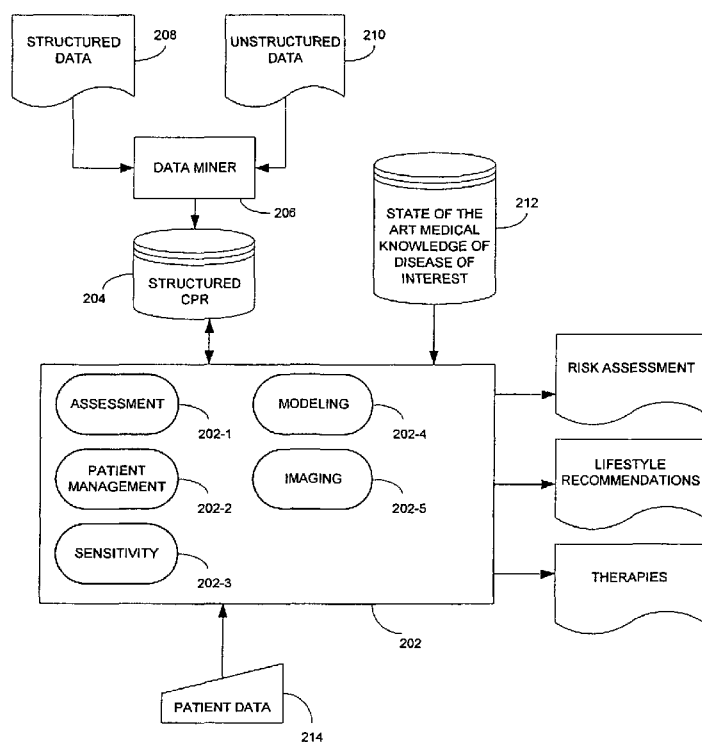 STRUCTURED
DATA
208
UNSTRUCTURED
DATA
210
DATA MINER
206
STATE OF THE
ART MEDICAL
KNOWLEDGE OF
DISEASE OF
INTEREST
212
STRUCTURED
CPR
204
ASSESSMENT
202-1
MODELING
202-4
PATIENT
MANAGEMENT
202-2
IMAGING
202-5
SENSITIVITY
202-3
RISK ASSESSMENT
LIFESTYLE
RECOMMENDATIONS
THERAPIES
202
PATIENT DATA
214